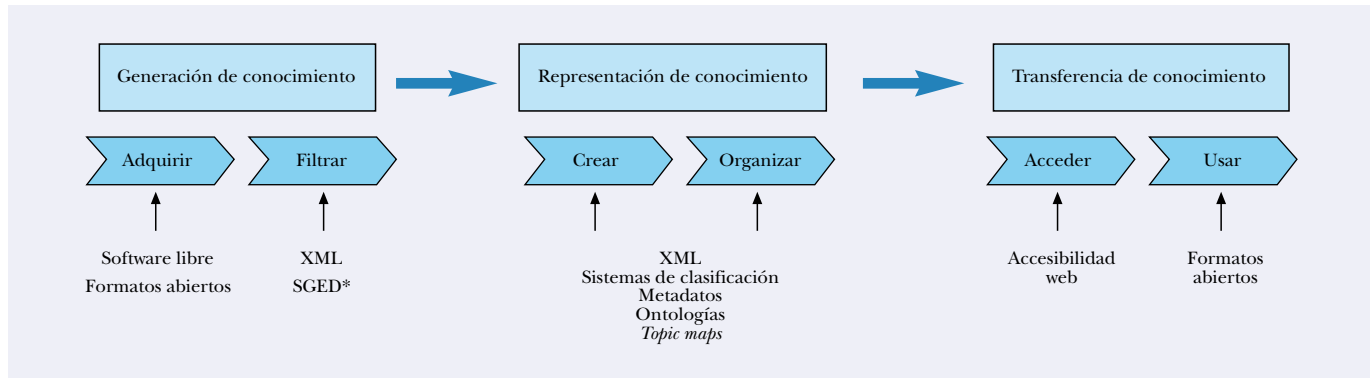 Generación de conocimiento
Representación de conocimiento
Transferencia de conocimiento
Adquirir
Filtrar
Crear
Organizar
Acceder
Usar
Software libre
Formatos abiertos
XML
SGED*
XML
Sistemas de clasificación
Metadatos
Ontologías
Topic maps
Accesibilidad
web
Formatos
abiertos